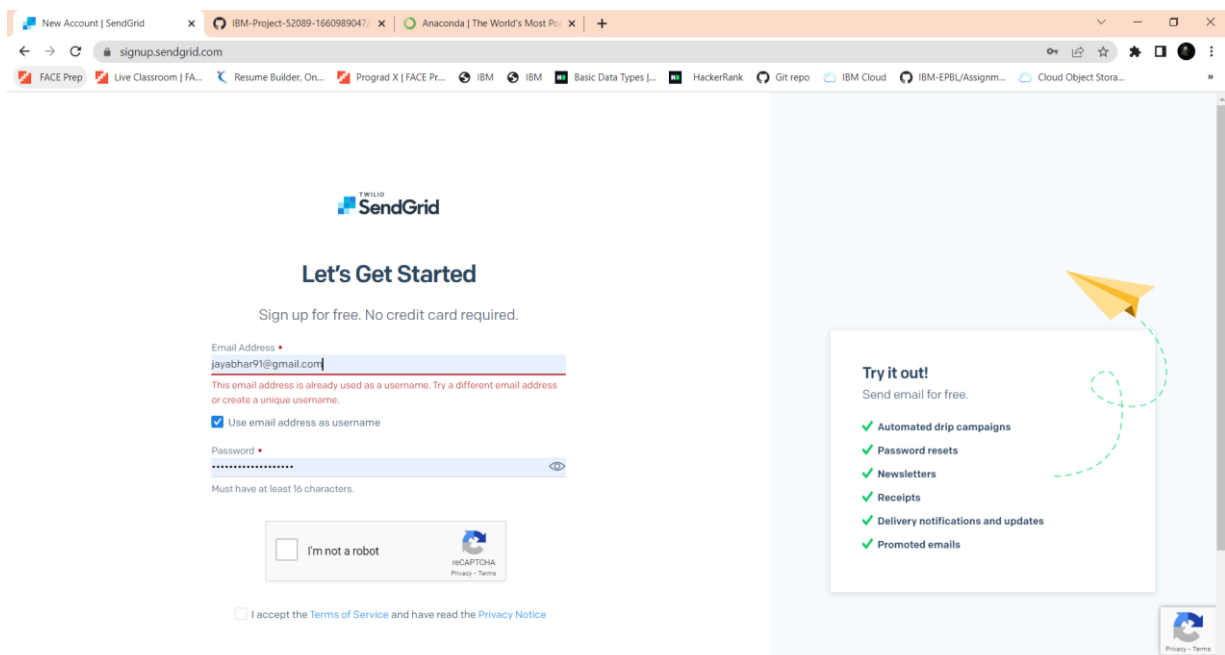 New Account | SendGrid
IBM-Project-52089-1660989047/
Anaconda | The World's Most Po
signup.sendgrid.com
FACE Prep
Live Classroom | FA...
Resume Builder, On...
Prograd X | FACE Pr...
IBM
IBM
Basic Data Types |...
HackerRank
Git repo
IBM Cloud
IBM-EPBL/Assignm...
Cloud Object Stora...
TWILIO
SendGrid
Let's Get Started
Sign up for free. No credit card required.
Email Address
jayabhar91@gmail.com
This email address is already used as a username. Try a different email address
or create a unique username.
Use email address as username
Password
Must have at least 16 characters.
I'm not a robot
reCAPTCHA
Privacy - Terms
I accept the Terms of Service and have read the Privacy Notice
Try it out!
Send email for free.
Automated drip campaigns
Password resets
Newsletters
Receipts
Delivery notifications and updates
Promoted emails
Privacy - Terms